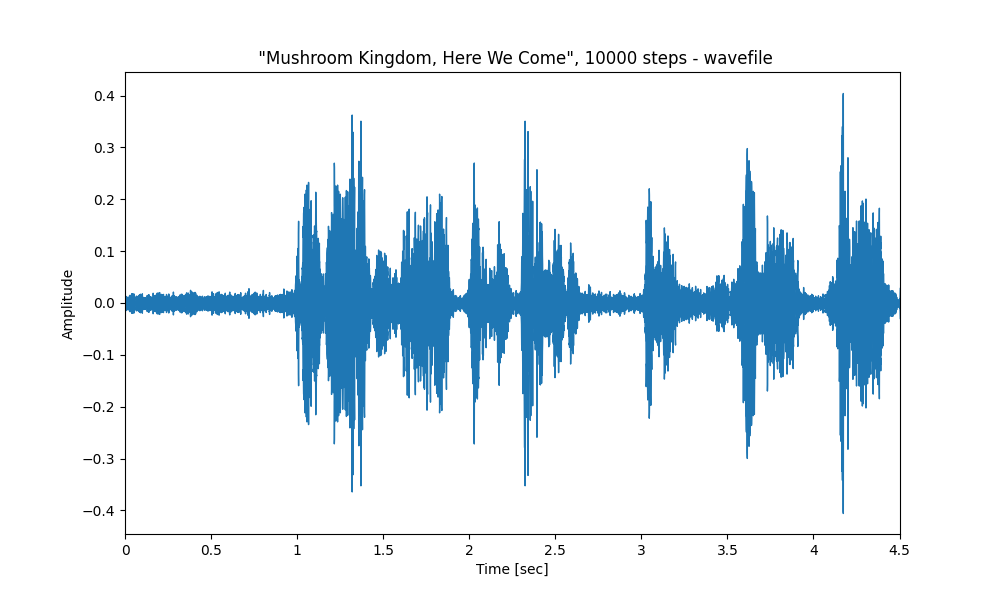 "Mushroom Kingdom, Here We Come", 10000 steps - wavefile
Amplitude
0.4
0.3
0.2
0.1
0.0
−0.1
−0.2
−0.3
−0.4
0 0.5 1 1.5 2 2.5 3 3.5 4 4.5
Time [sec]